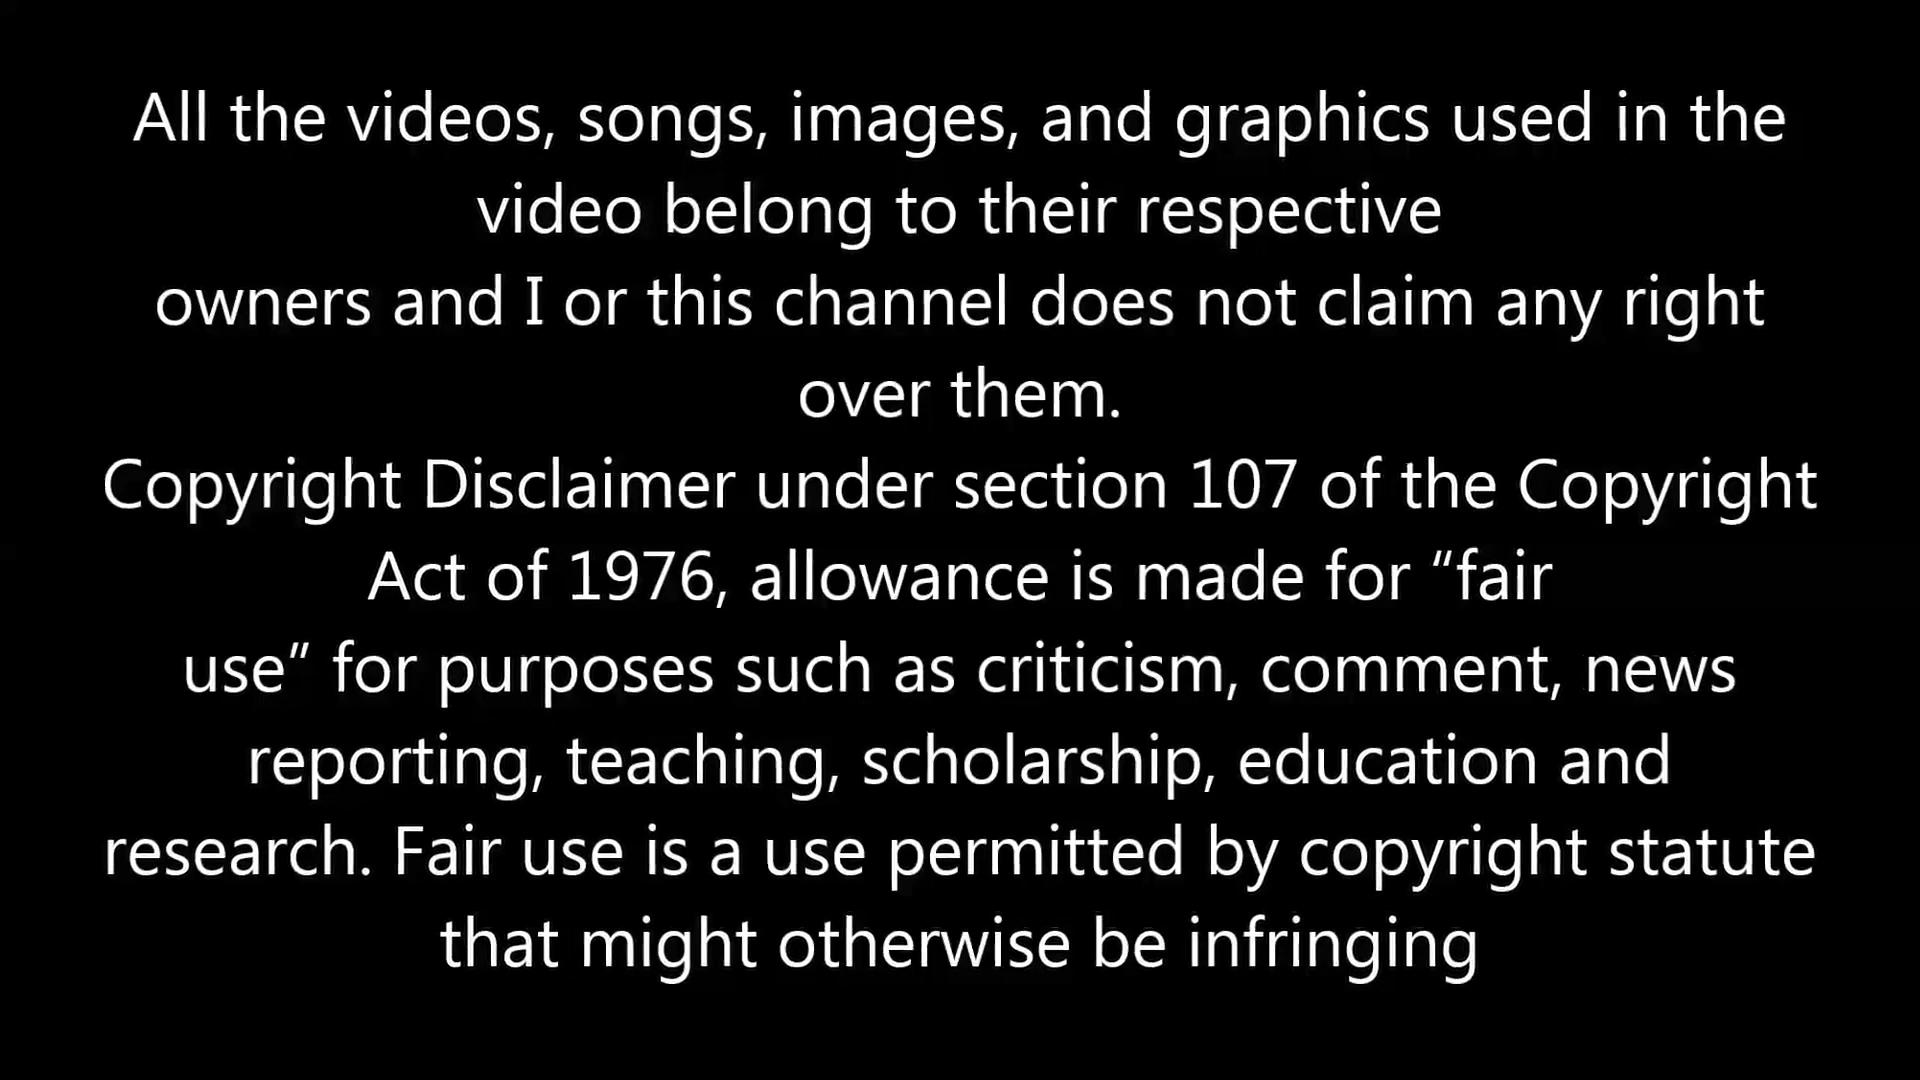 All the videos, songs, images, and graphics used in the
video belong to their respective
owners and I or this channel does not claim any right
over them.
Copyright Disclaimer under section 107 of the Copyright
Act of 1976, allowance is made for “fair
use” for purposes such as criticism, comment, news
reporting, teaching, scholarship, education and
research. Fair use is a use permitted by copyright statute
that might otherwise be infringing